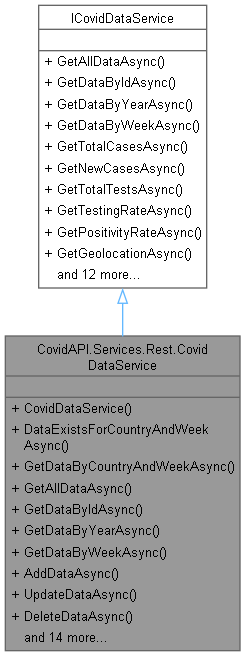 ICovidDataService
+ GetAllDataAsync()
+ GetDataByIdAsync()
+ GetDataByYearAsync()
+ GetDataByWeekAsync()
+ GetTotalCasesAsync()
+ GetNewCasesAsync()
+ GetTotalTestsAsync()
+ GetTestingRateAsync()
+ GetPositivityRateAsync()
+ GetGeolocationAsync()
and 12 more...
CovidAPI.Services.Rest.Covid
DataService
+ CovidDataService()
+ DataExistsForCountryAndWeek
Async()
+ GetDataByCountryAndWeekAsync()
+ GetAllDataAsync()
+ GetDataByIdAsync()
+ GetDataByYearAsync()
+ GetDataByWeekAsync()
+ AddDataAsync()
+ UpdateDataAsync()
+ DeleteDataAsync()
and 14 more...